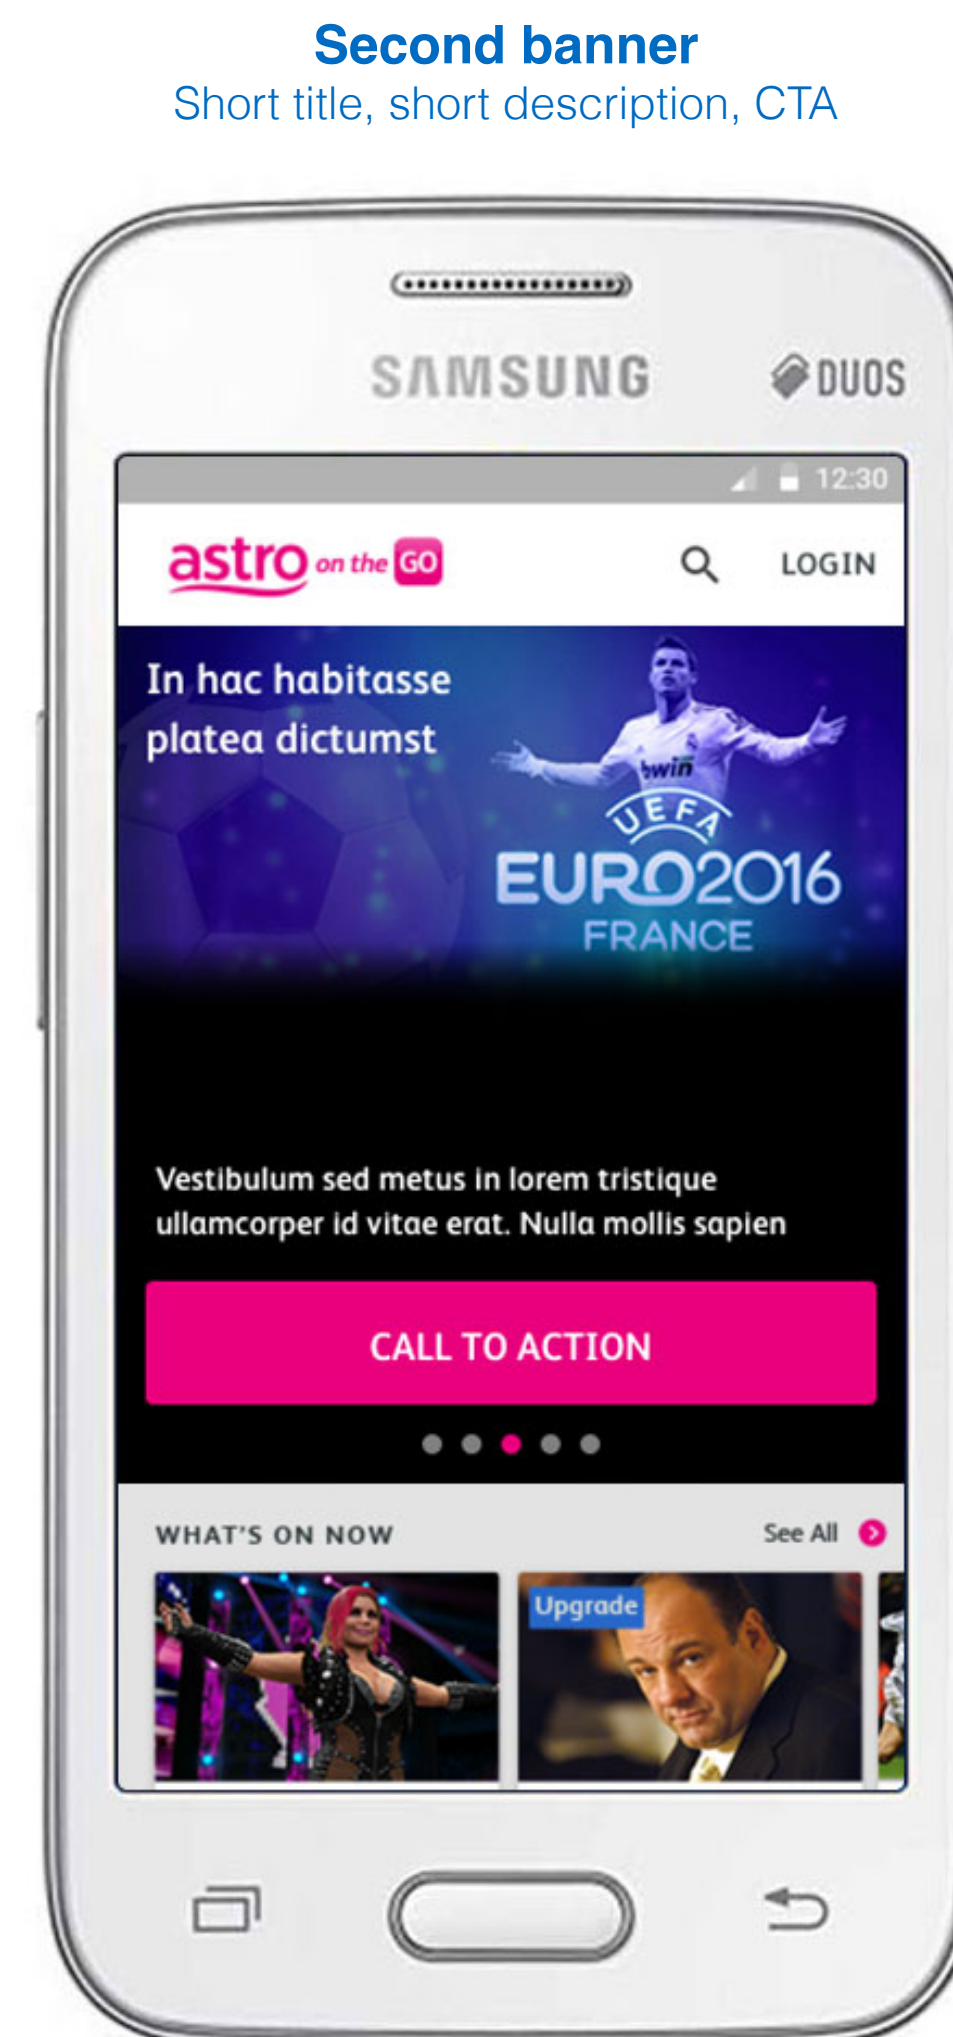 Second banner
Short title, short description, CTA
SAMSUNG
DUOS
12:30
astro on the GO
LOGIN
In hac habitasse
platea dictumst
bwin
UEFA
EURO2016
FRANCE
Vestibulum sed metus in lorem tristique
ullamcorper id vitae erat. Nulla mollis sapien
CALL TO ACTION
WHAT'S ON NOW
See All
Upgrade